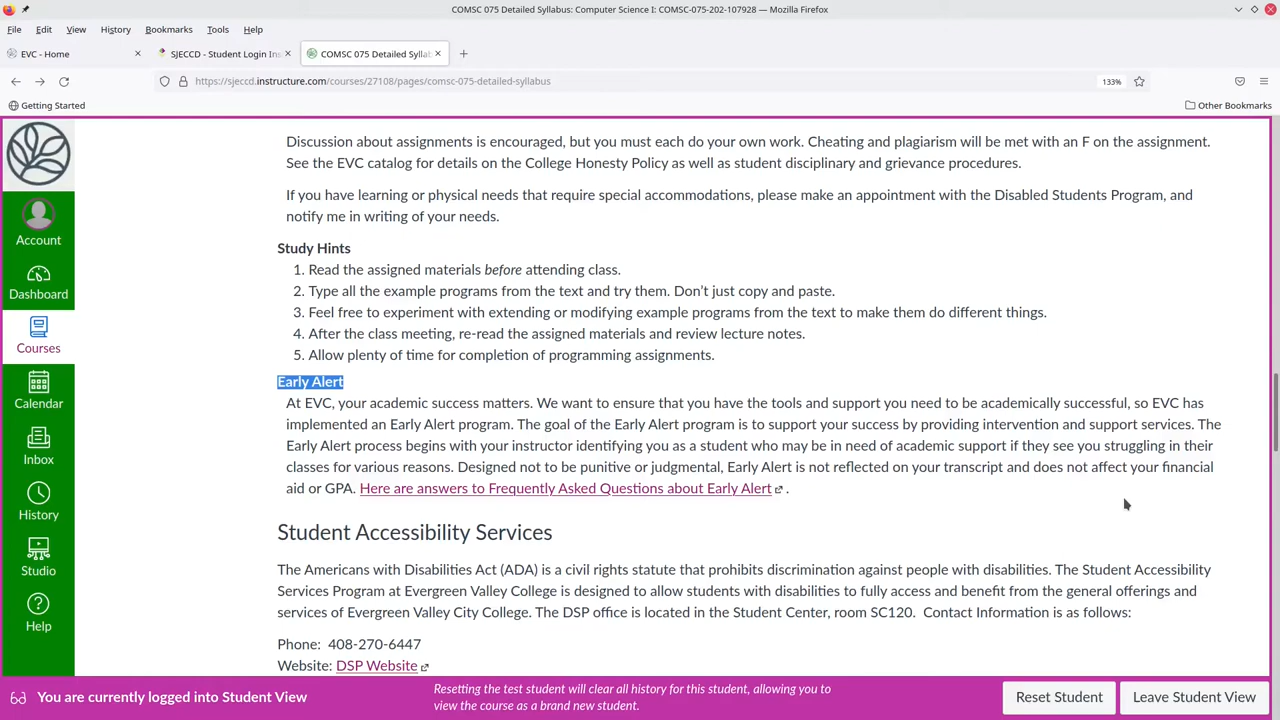 COMSC 075 Detailed Syllabus: Computer Science I: COMSC-075-202-107928 — Mozilla Firefox
File Edit View History Bookmarks Tools Help
EVC - Home
SJECCD - Student Login Ins
COMSC 075 Detailed Syllab
https://sjeccd.instructure.com/courses/27108/pages/comsc-075-detailed-syllabus
133%
Getting Started
Other Bookmarks
Account
Dashboard
Courses
Calendar
Inbox
History
Studio
Help
Discussion about assignments is encouraged, but you must each do your own work. Cheating and plagiarism will be met with an F on the assignment.
See the EVC catalog for details on the College Honesty Policy as well as student disciplinary and grievance procedures.
If you have learning or physical needs that require special accommodations, please make an appointment with the Disabled Students Program, and
notify me in writing of your needs.
Study Hints
1. Read the assigned materials before attending class.
2. Type all the example programs from the text and try them. Don't just copy and paste.
3. Feel free to experiment with extending or modifying example programs from the text to make them do different things.
4. After the class meeting, re-read the assigned materials and review lecture notes.
5. Allow plenty of time for completion of programming assignments.
Early Alert
At EVC, your academic success matters. We want to ensure that you have the tools and support you need to be academically successful, so EVC has
implemented an Early Alert program. The goal of the Early Alert program is to support your success by providing intervention and support services. The
Early Alert process begins with your instructor identifying you as a student who may be in need of academic support if they see you struggling in their
classes for various reasons. Designed not to be punitive or judgmental, Early Alert is not reflected on your transcript and does not affect your financial
aid or GPA. Here are answers to Frequently Asked Questions about Early Alert .
Student Accessibility Services
The Americans with Disabilities Act (ADA) is a civil rights statute that prohibits discrimination against people with disabilities. The Student Accessibility
Services Program at Evergreen Valley College is designed to allow students with disabilities to fully access and benefit from the general offerings and
services of Evergreen Valley City College. The DSP office is located in the Student Center, room SC120. Contact Information is as follows:
Phone: 408-270-6447
Website: DSP Website
You are currently logged into Student View
Resetting the test student will clear all history for this student, allowing you to
view the course as a brand new student.
Reset Student
Leave Student View